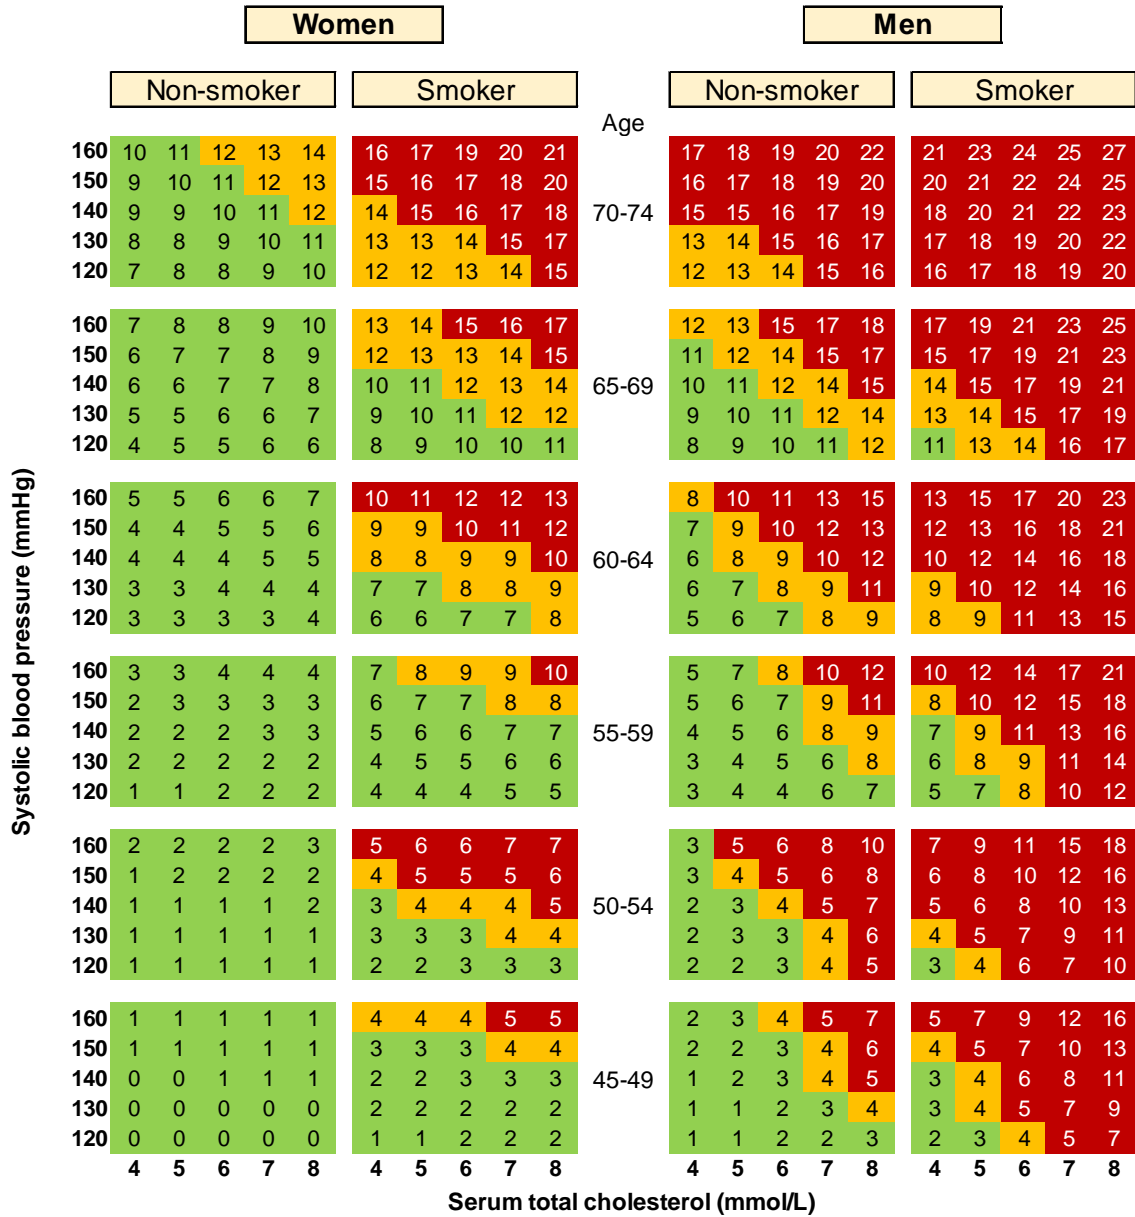 Women Men
Non-smoker Smoker Non-smoker Smoker
Age
160 10 11 12 13 14 16 17 19 20 21 17 18 19 20 22 21 23 24 25 27
150 9 10 11 12 13 15 16 17 18 20 16 17 18 19 20 20 21 22 24 25
140 9 9 10 11 12 14 15 16 17 18 70-74 15 15 16 17 19 18 20 21 22 23
130 8 8 9 10 11 13 13 14 15 17 13 14 15 16 17 17 18 19 20 22
120 7 8 8 9 10 12 12 13 14 15 12 13 14 15 16 16 17 18 19 20
160 7 8 8 9 10 13 14 15 16 17 12 13 15 17 18 17 19 21 23 25
150 6 7 7 8 9 12 13 13 14 15 11 12 14 15 17 15 17 19 21 23
140 6 6 7 7 8 10 11 12 13 14 65-69 10 11 12 14 15 14 15 17 19 21
130 5 5 6 6 7 9 10 11 12 12 9 10 11 12 14 13 14 15 17 19
120 4 5 5 6 6 8 9 10 10 11 8 9 10 11 12 11 13 14 16 17
Systolic blood pressure (mmHg)
160 5 5 6 6 7 10 11 12 12 13 8 10 11 13 15 13 15 17 20 23
150 4 4 5 5 6 9 9 10 11 12 7 9 10 12 13 12 13 16 18 21
140 4 4 4 5 5 8 8 9 9 10 60-64 6 8 9 10 12 10 12 14 16 18
130 3 3 4 4 4 7 7 8 8 9 6 7 8 9 11 9 10 12 14 16
120 3 3 3 3 4 6 6 7 7 8 5 6 7 8 9 8 9 11 13 15
160 3 3 4 4 4 7 8 9 9 10 5 7 8 10 12 10 12 14 17 21
150 2 3 3 3 3 6 7 7 8 8 5 6 7 9 11 8 10 12 15 18
140 2 2 2 3 3 5 6 6 7 7 55-59 4 5 6 8 9 7 9 11 13 16
130 2 2 2 2 2 4 5 5 6 6 3 4 5 6 8 6 8 9 11 14
120 1 1 2 2 2 4 4 4 5 5 3 4 4 6 7 5 7 8 10 12
160 2 2 2 2 3 5 6 6 7 7 3 5 6 8 10 7 9 11 15 18
150 1 2 2 2 2 4 5 5 5 6 3 4 5 6 8 6 8 10 12 16
140 1 1 1 1 2 3 4 4 4 5 50-54 2 3 4 5 7 5 6 8 10 13
130 1 1 1 1 1 3 3 3 4 4 2 3 3 4 6 4 5 7 9 11
120 1 1 1 1 1 2 2 3 3 3 2 2 3 4 5 3 4 6 7 10
160 1 1 1 1 1 4 4 4 5 5 2 3 4 5 7 5 7 9 12 16
150 1 1 1 1 1 3 3 3 4 4 2 2 3 4 6 4 5 7 10 13
140 0 0 1 1 1 2 2 3 3 3 45-49 1 2 3 4 5 3 4 6 8 11
130 0 0 0 0 0 2 2 2 2 2 1 1 2 3 4 3 4 5 7 9
120 0 0 0 0 0 1 1 2 2 2 1 1 2 2 3 2 3 4 5 7
4 5 6 7 8 4 5 6 7 8 4 5 6 7 8 4 5 6 7 8
Serum total cholesterol (mmol/L)